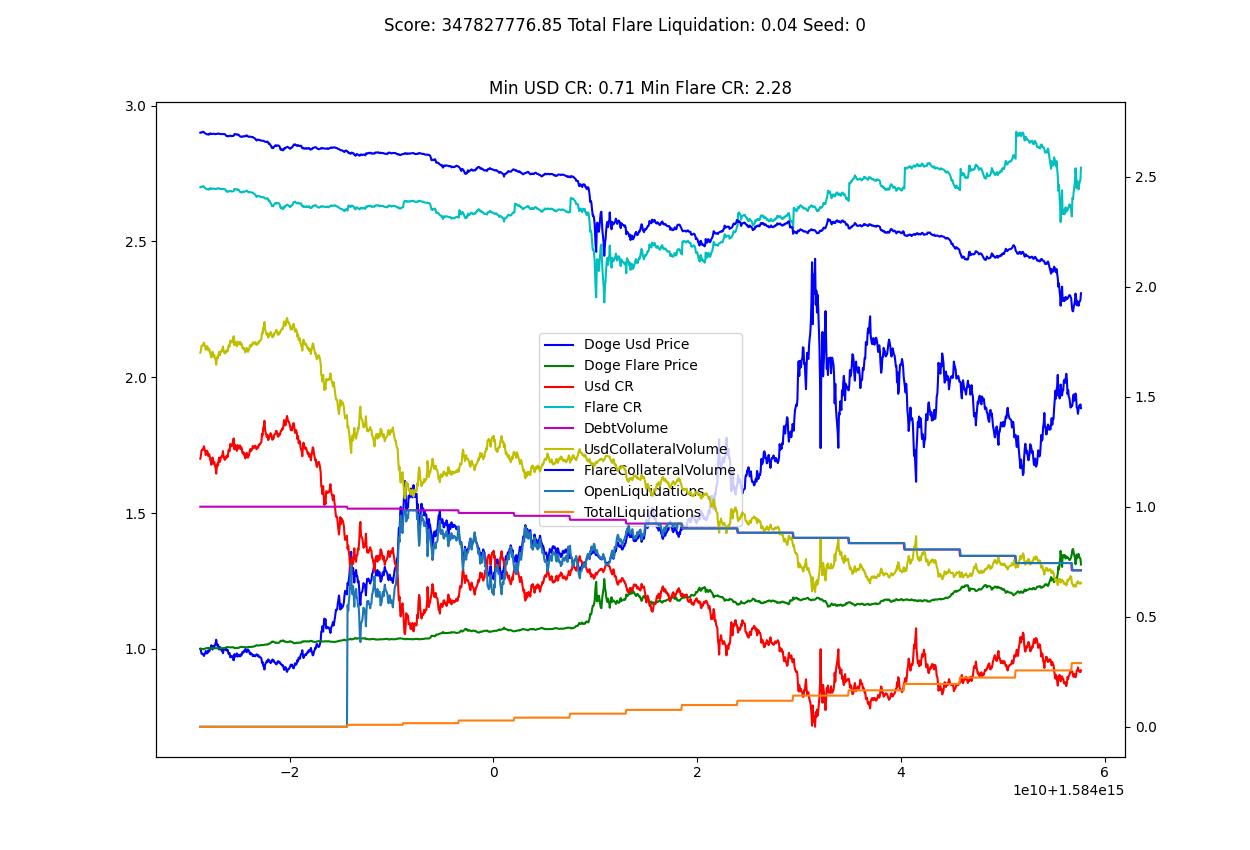 Score: 347827776.85 Total Flare Liquidation: 0.04 Seed: 0
Min USD CR: 0.71 Min Flare CR: 2.28
3.0
2.5
2.0
1.5
1.0
2.5
2.0
1.5
1.0
0.5
0.0
Doge Usd Price
Doge Flare Price
Usd CR
Flare CR
DebtVolume
UsdCollateralVolume
FlareCollateralVolume
OpenLiquidations
TotalLiquidations
−2 0 2 4 6
1e10+1.584e15